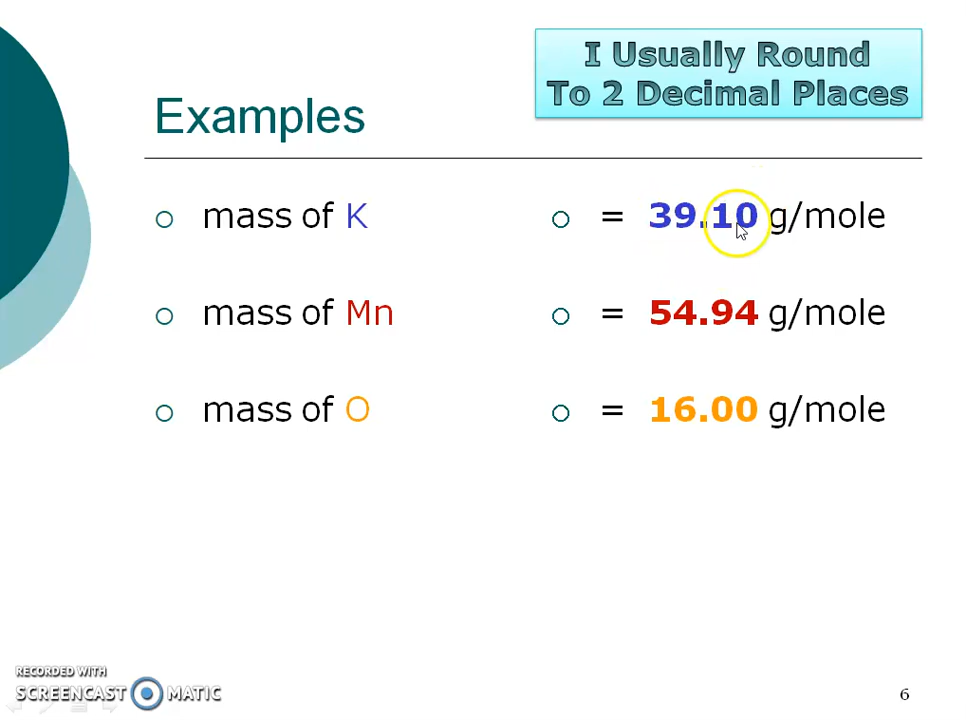 I Usually Round
To 2 Decimal Places
Examples
mass of K = 39.10 g/mole
mass of Mn = 54.94 g/mole
mass of O = 16.00 g/mole
RECORDED WITH
SCREENCAST MATIC
6